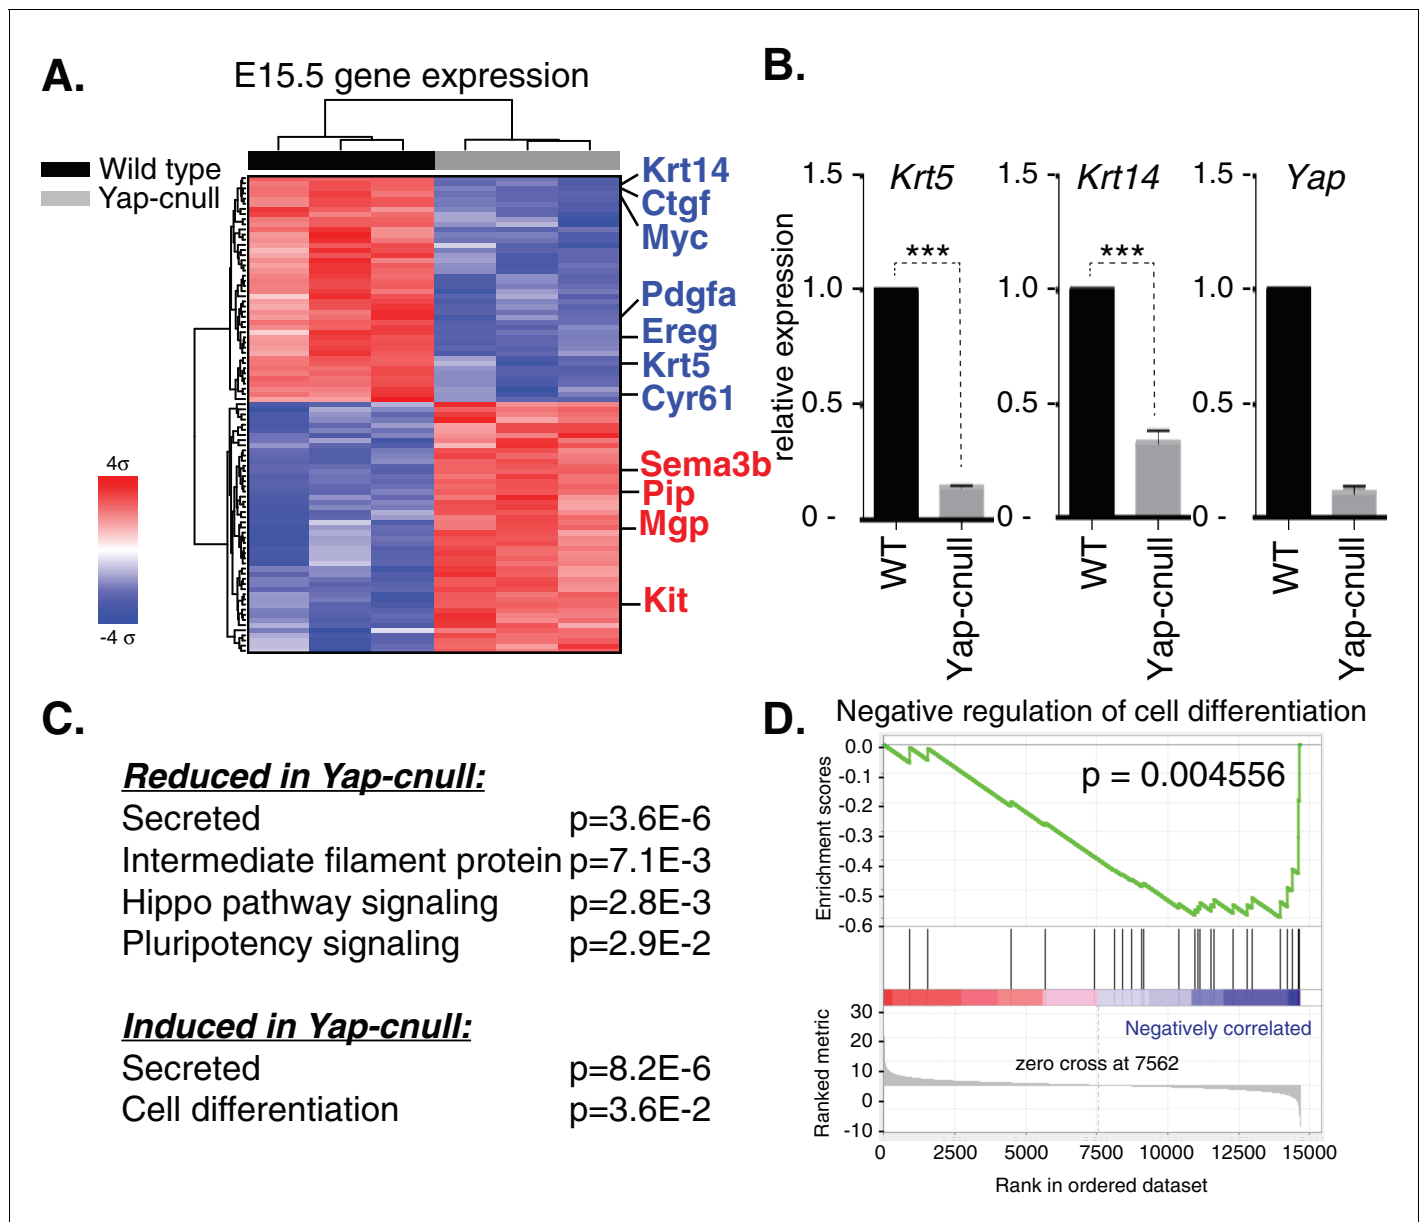 A.
E15.5 gene expression
Wild type
Yap-cnull
Krt14
Ctgf
Myc
Pdgfa
Ereg
Krt5
Cyr61
Sema3b
Pip
Mgp
Kit
4σ
-4 σ
B.
relative expression
1.5 -
1.0 -
0.5 -
0 -
Krt5
***
WT
Yap-cnull
1.5 -
1.0 -
0.5 -
0 -
Krt14
***
WT
Yap-cnull
1.5 -
1.0 -
0.5 -
0 -
Yap
WT
Yap-cnull
C.
Reduced in Yap-cnull:
Secreted p=3.6E-6
Intermediate filament protein p=7.1E-3
Hippo pathway signaling p=2.8E-3
Pluripotency signaling p=2.9E-2
Induced in Yap-cnull:
Secreted p=8.2E-6
Cell differentiation p=3.6E-2
D.
Negative regulation of cell differentiation
Enrichment scores
0.0
-0.1
-0.2
-0.3
-0.4
-0.5
-0.6
p = 0.004556
Ranked metric
30
20
10
0
-10
Negatively correlated
zero cross at 7562
0 2500 5000 7500 10000 12500 15000
Rank in ordered dataset